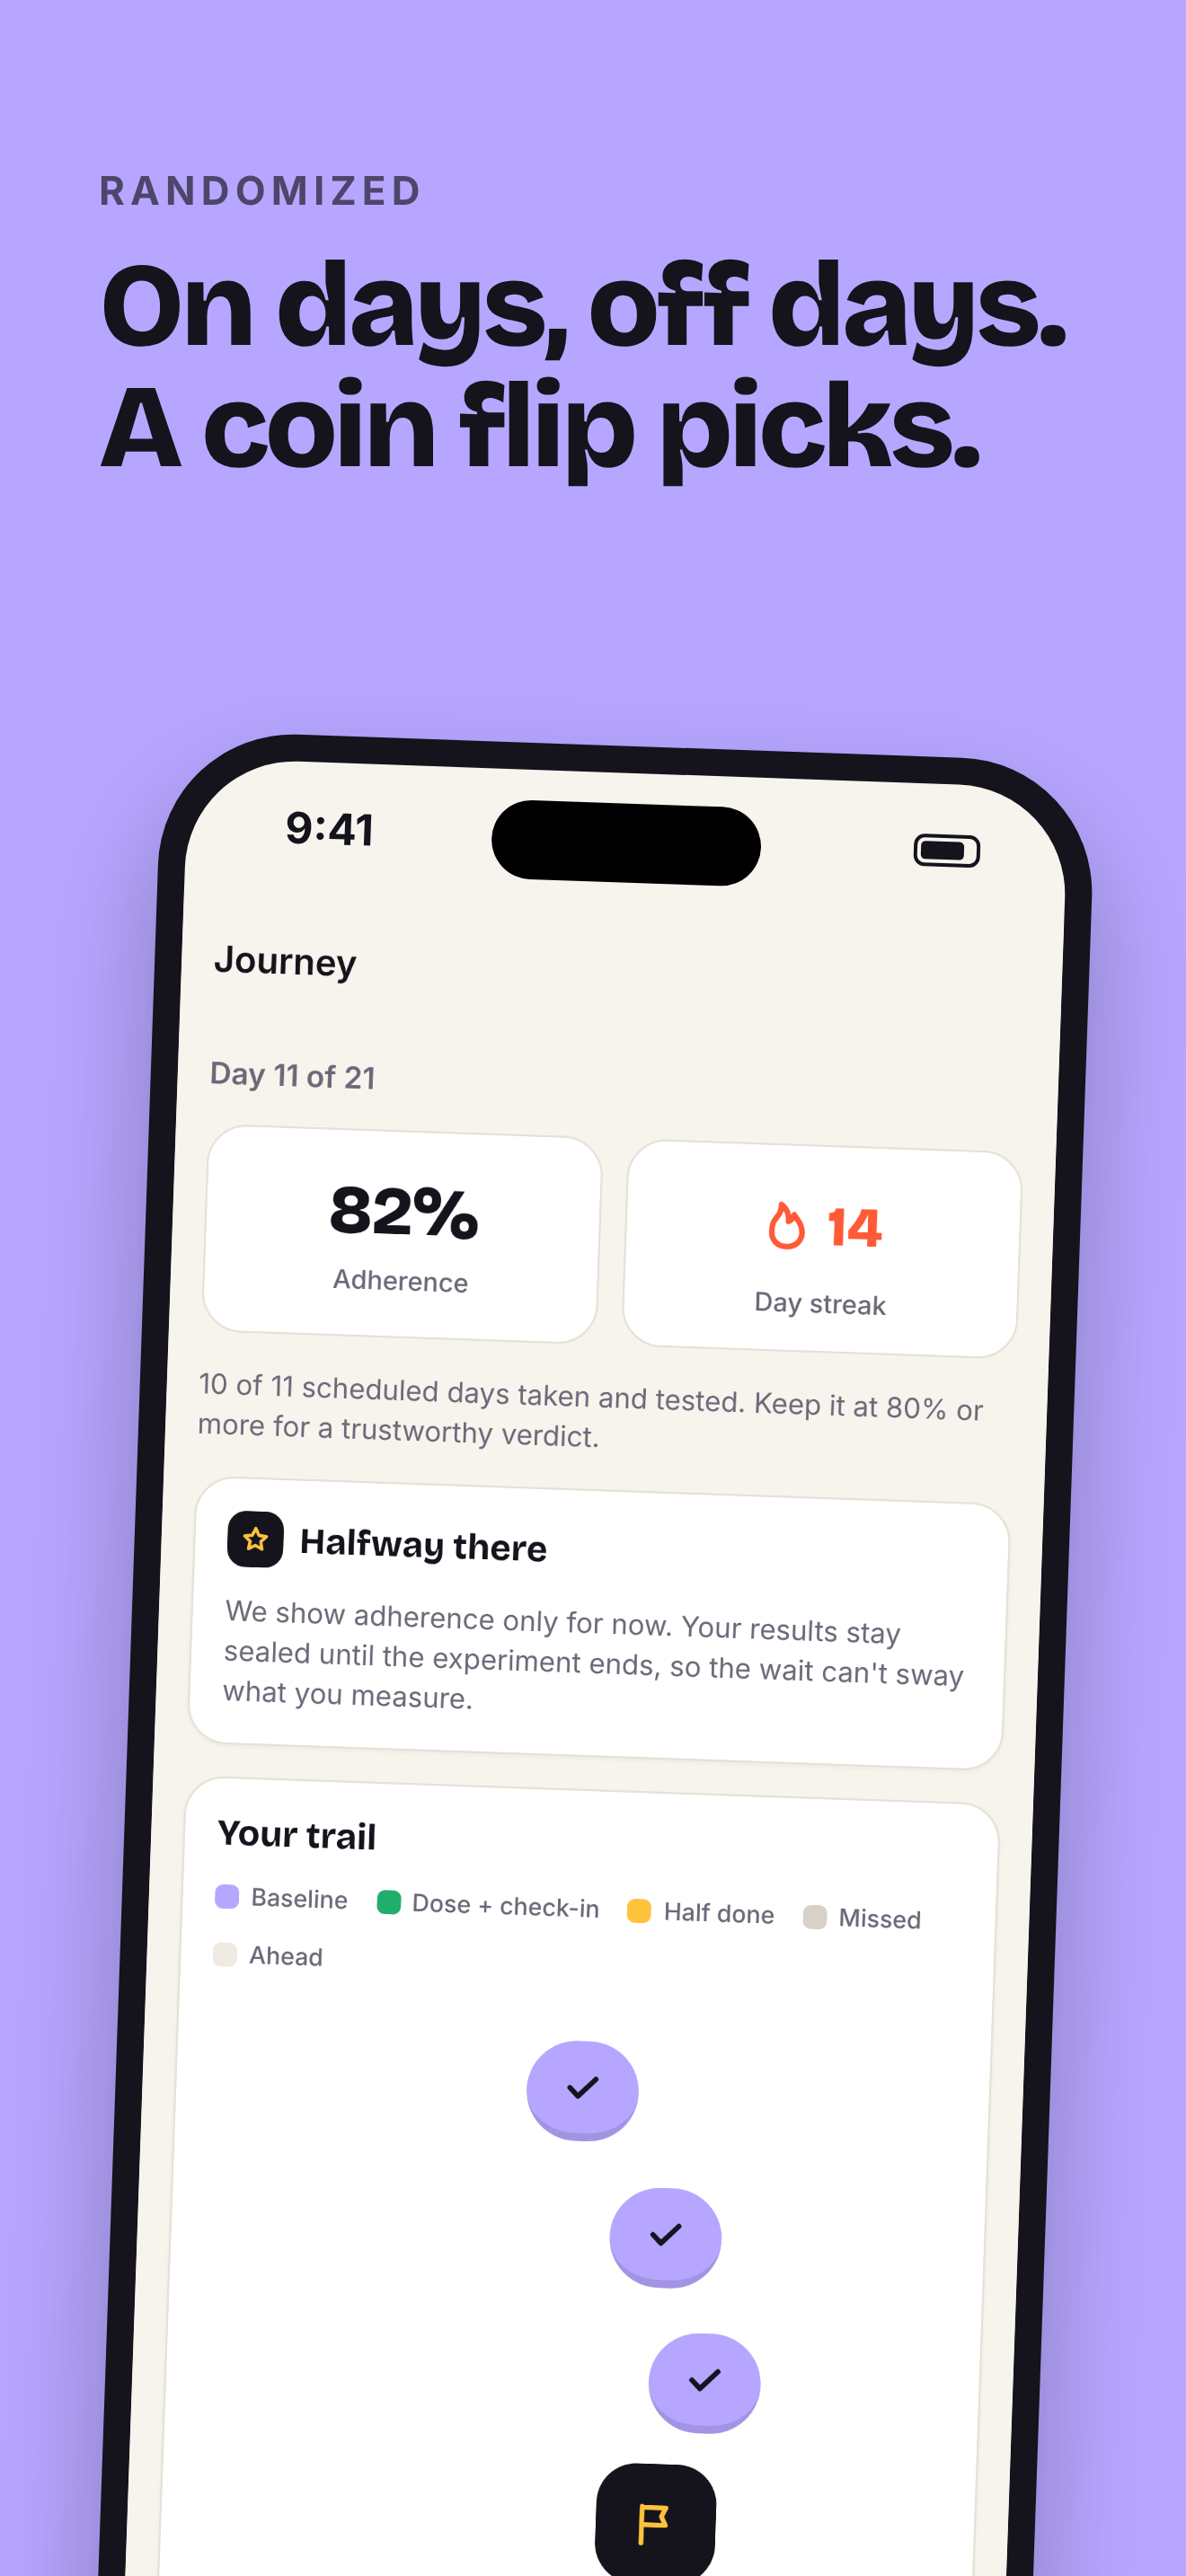 RANDOMIZED
On days, off days.
A coin flip picks.
9:41
Journey
Day 11 of 21
82%
Adherence
14
Day streak
10 of 11 scheduled days taken and tested. Keep it at 80% or
more for a trustworthy verdict.
Halfway there
We show adherence only for now. Your results stay
sealed until the experiment ends, so the wait can't sway
what you measure.
Your trail
Baseline
Dose + check-in
Half done
Missed
Ahead